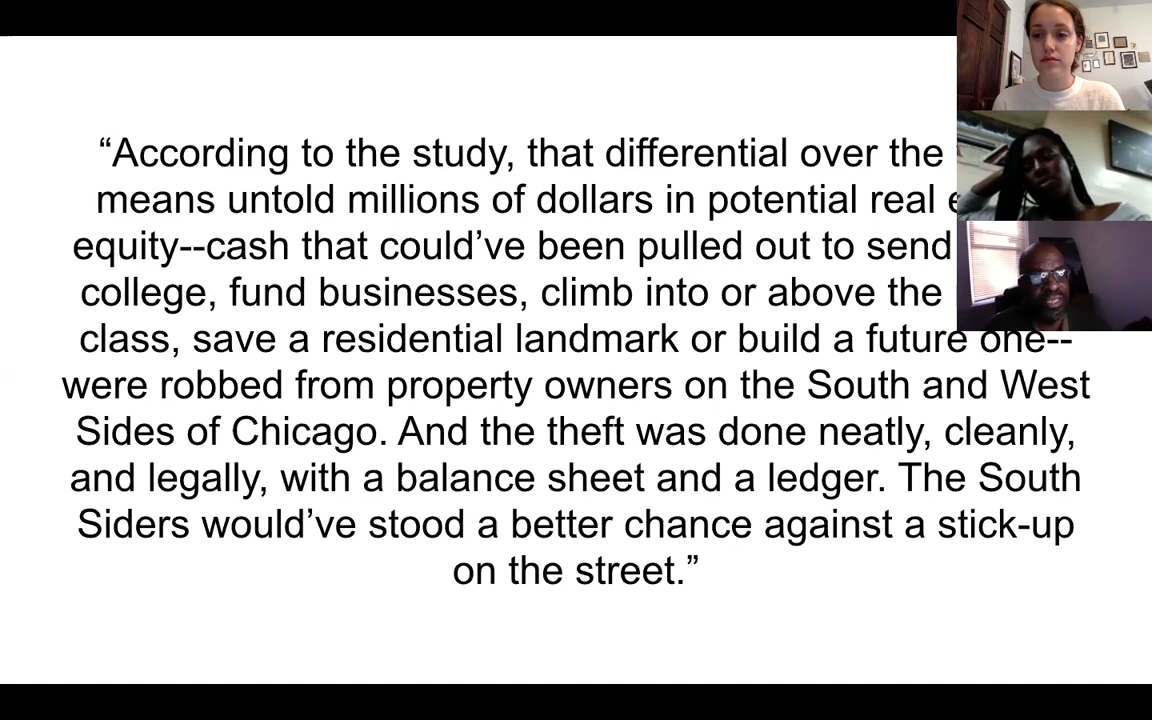 “According to the study, that differential over the
means untold millions of dollars in potential real
equity--cash that could’ve been pulled out to send
college, fund businesses, climb into or above the
class, save a residential landmark or build a future one--
were robbed from property owners on the South and West
Sides of Chicago. And the theft was done neatly, cleanly,
and legally, with a balance sheet and a ledger. The South
Siders would’ve stood a better chance against a stick-up
on the street.”